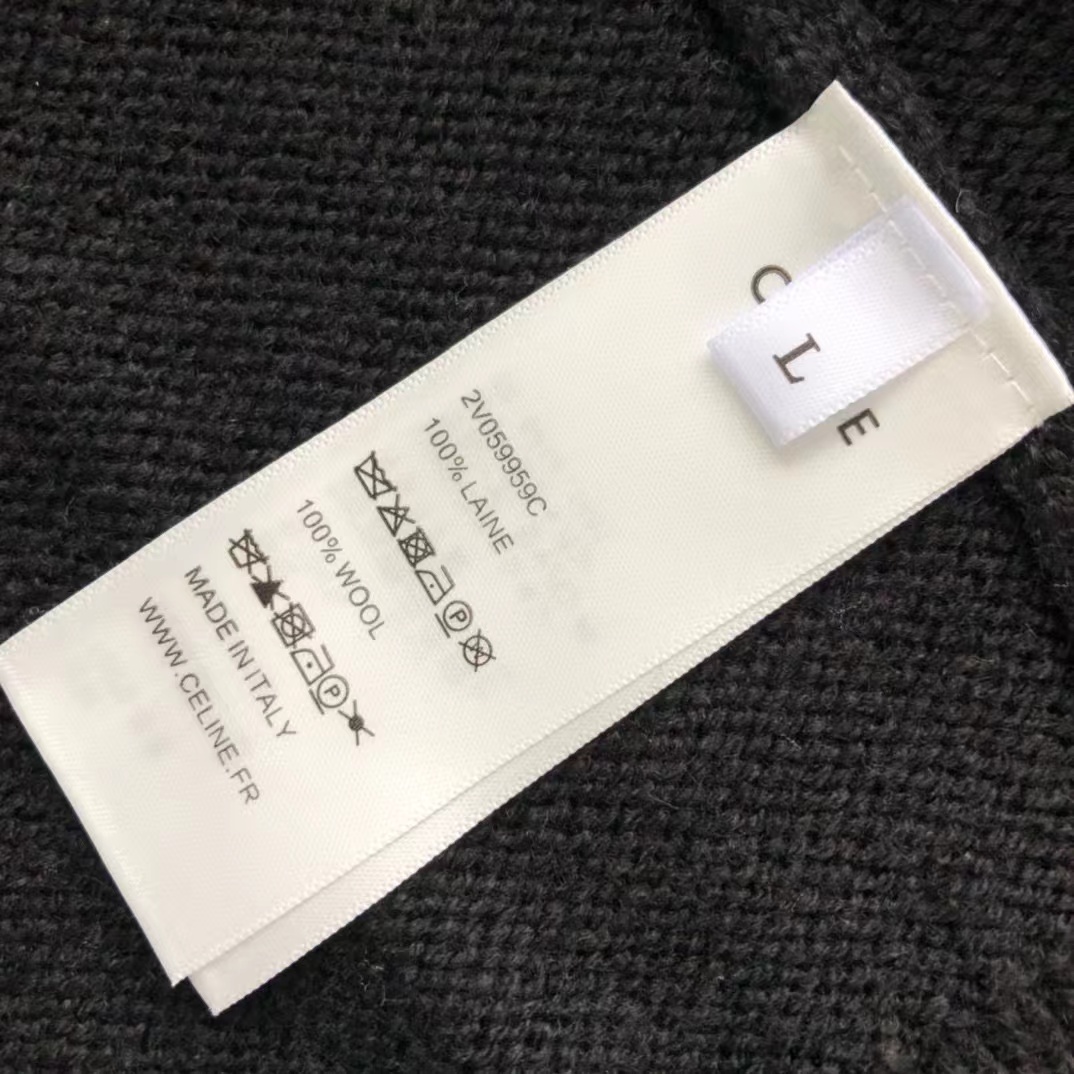 C
L
E
2V059959C
100% LAINE
P
100% WOOL
P
MADE IN ITALY
WWW.CELINE.FR